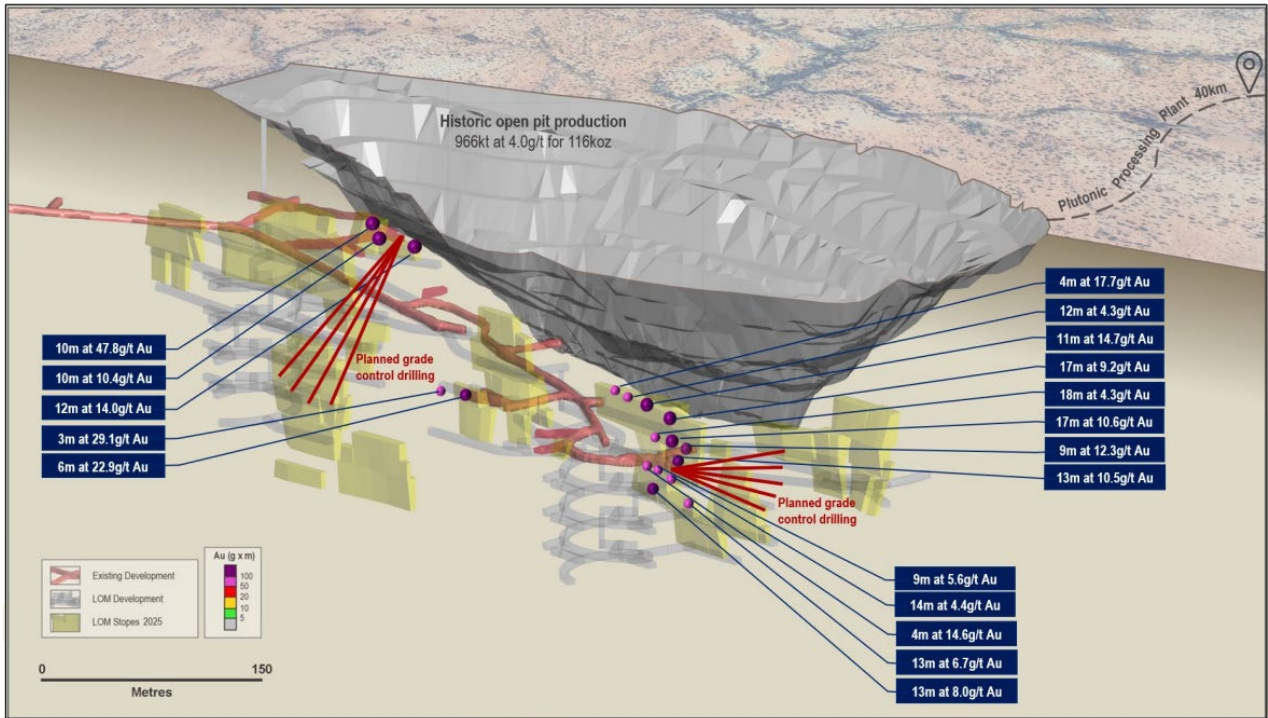 Historic open pit production
966kt at 4.0g/t for 116koz
Plutonic Processing Plant 40km
10m at 47.8g/t Au
10m at 10.4g/t Au
12m at 14.0g/t Au
3m at 29.1g/t Au
6m at 22.9g/t Au
Planned grade
control drilling
4m at 17.7g/t Au
12m at 4.3g/t Au
11m at 14.7g/t Au
17m at 9.2g/t Au
18m at 4.3g/t Au
17m at 10.6g/t Au
9m at 12.3g/t Au
13m at 10.5g/t Au
Planned grade
control drilling
9m at 5.6g/t Au
14m at 4.4g/t Au
4m at 14.6g/t Au
13m at 6.7g/t Au
13m at 8.0g/t Au
Existing Development
LOM Development
LOM Stopes 2025
Au (g x m)
100
50
20
10
5
0
150
Metres